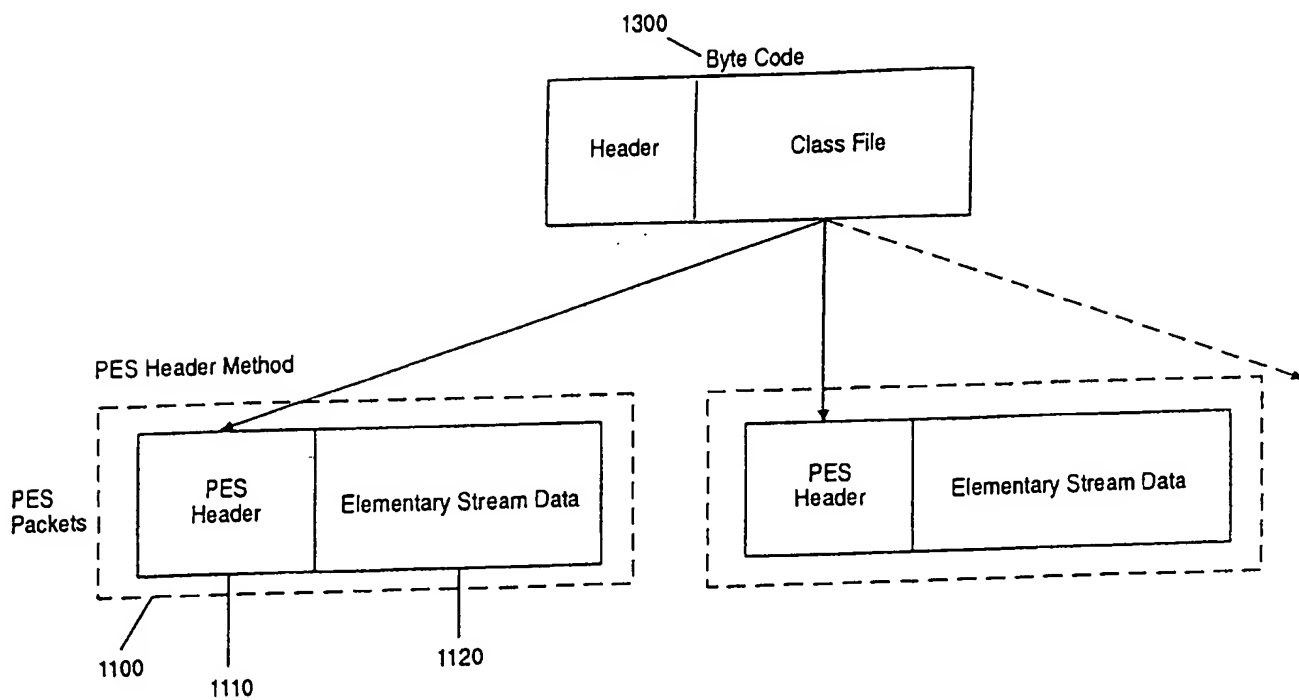 1300
Byte Code
Header
Class File
PES Header Method
PES
Packets
PES
Header
Elementary Stream Data
PES
Header
Elementary Stream Data
1100
1110
1120